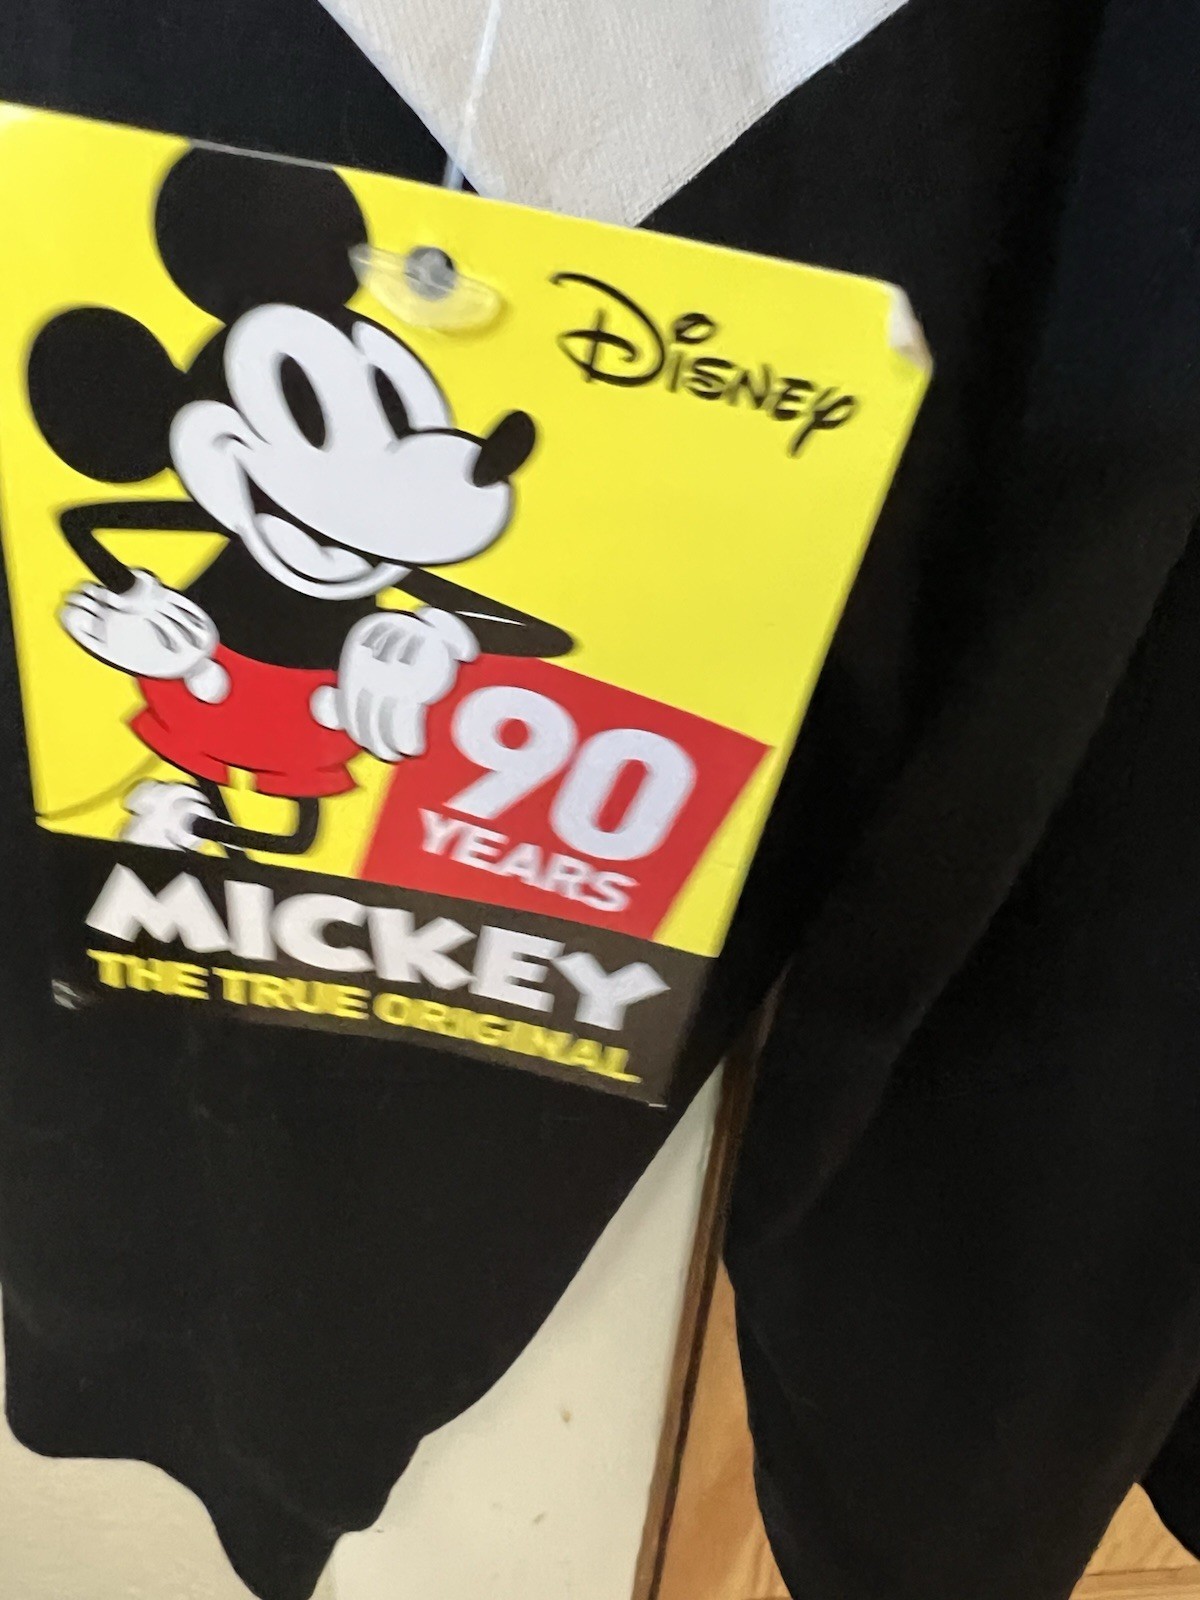 Disney
90
YEARS
MICKEY
THE TRUE ORIGINAL